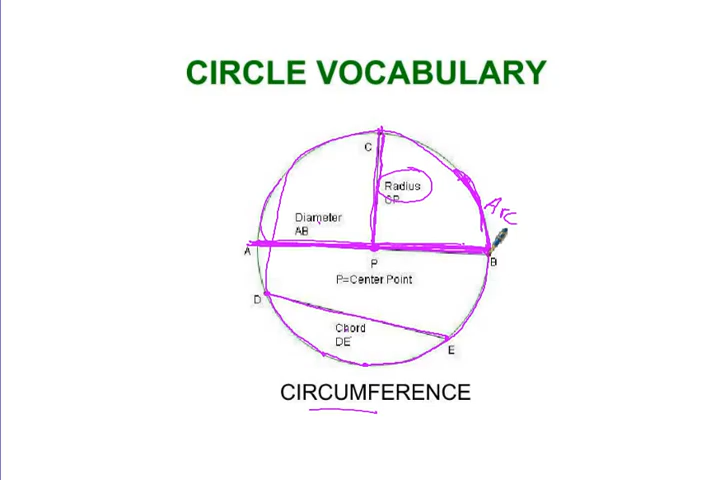 CIRCLE VOCABULARY
C
Radius
CP
Arc
Diameter
AB
A
P
B
P=Center Point
D
Chord
DE
E
CIRCUMFERENCE